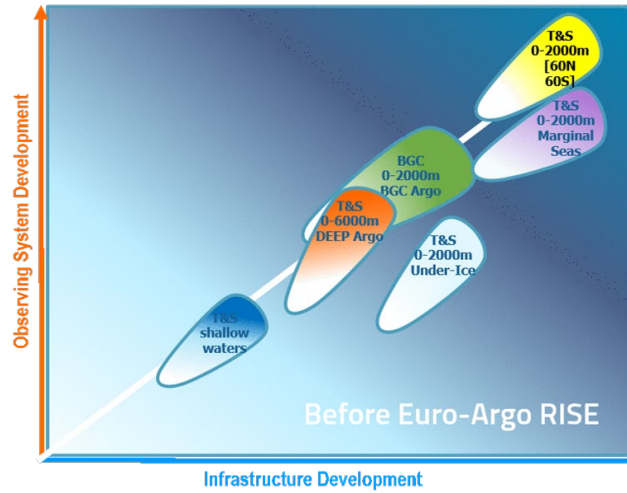 T&S
0-2000m
[60N
60S]
T&S
0-2000m
Marginal
Seas
BGC
0-2000m
BGC Argo
T&S
0-6000m
DEEP Argo
T&S
0-2000m
Under-Ice
T&S
shallow
waters
Before Euro-Argo RISE
Observing System Development
Infrastructure Development